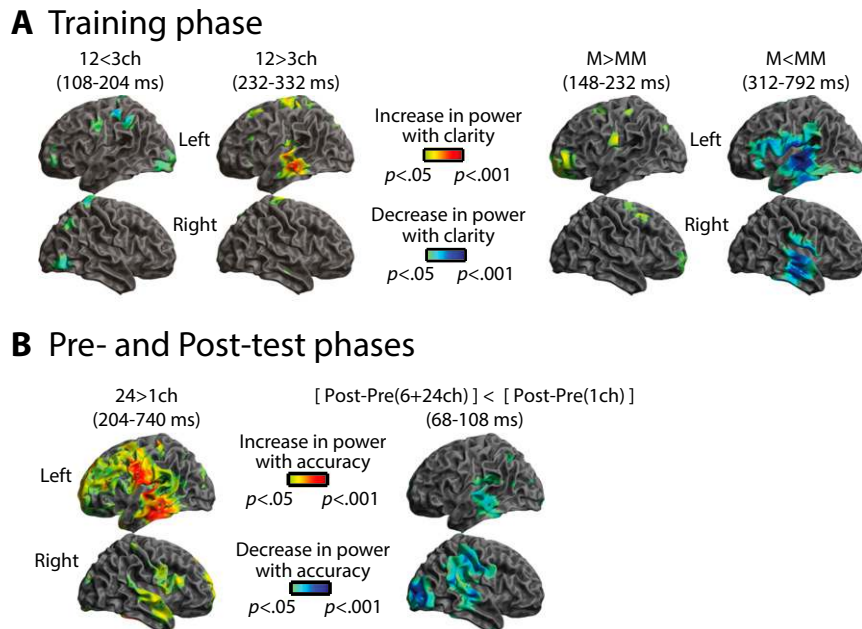 A Training phase
12<3ch
(108-204 ms)
12>3ch
(232-332 ms)
M>MM
(148-232 ms)
M<MM
(312-792 ms)
Left
Increase in power
with clarity
p<.05 p<.001
Left
Right
Decrease in power
with clarity
p<.05 p<.001
Right
B Pre- and Post-test phases
24>1ch
(204-740 ms)
[ Post-Pre(6+24ch) ] < [ Post-Pre(1ch) ]
(68-108 ms)
Left
Increase in power
with accuracy
p<.05 p<.001
Right
Decrease in power
with accuracy
p<.05 p<.001